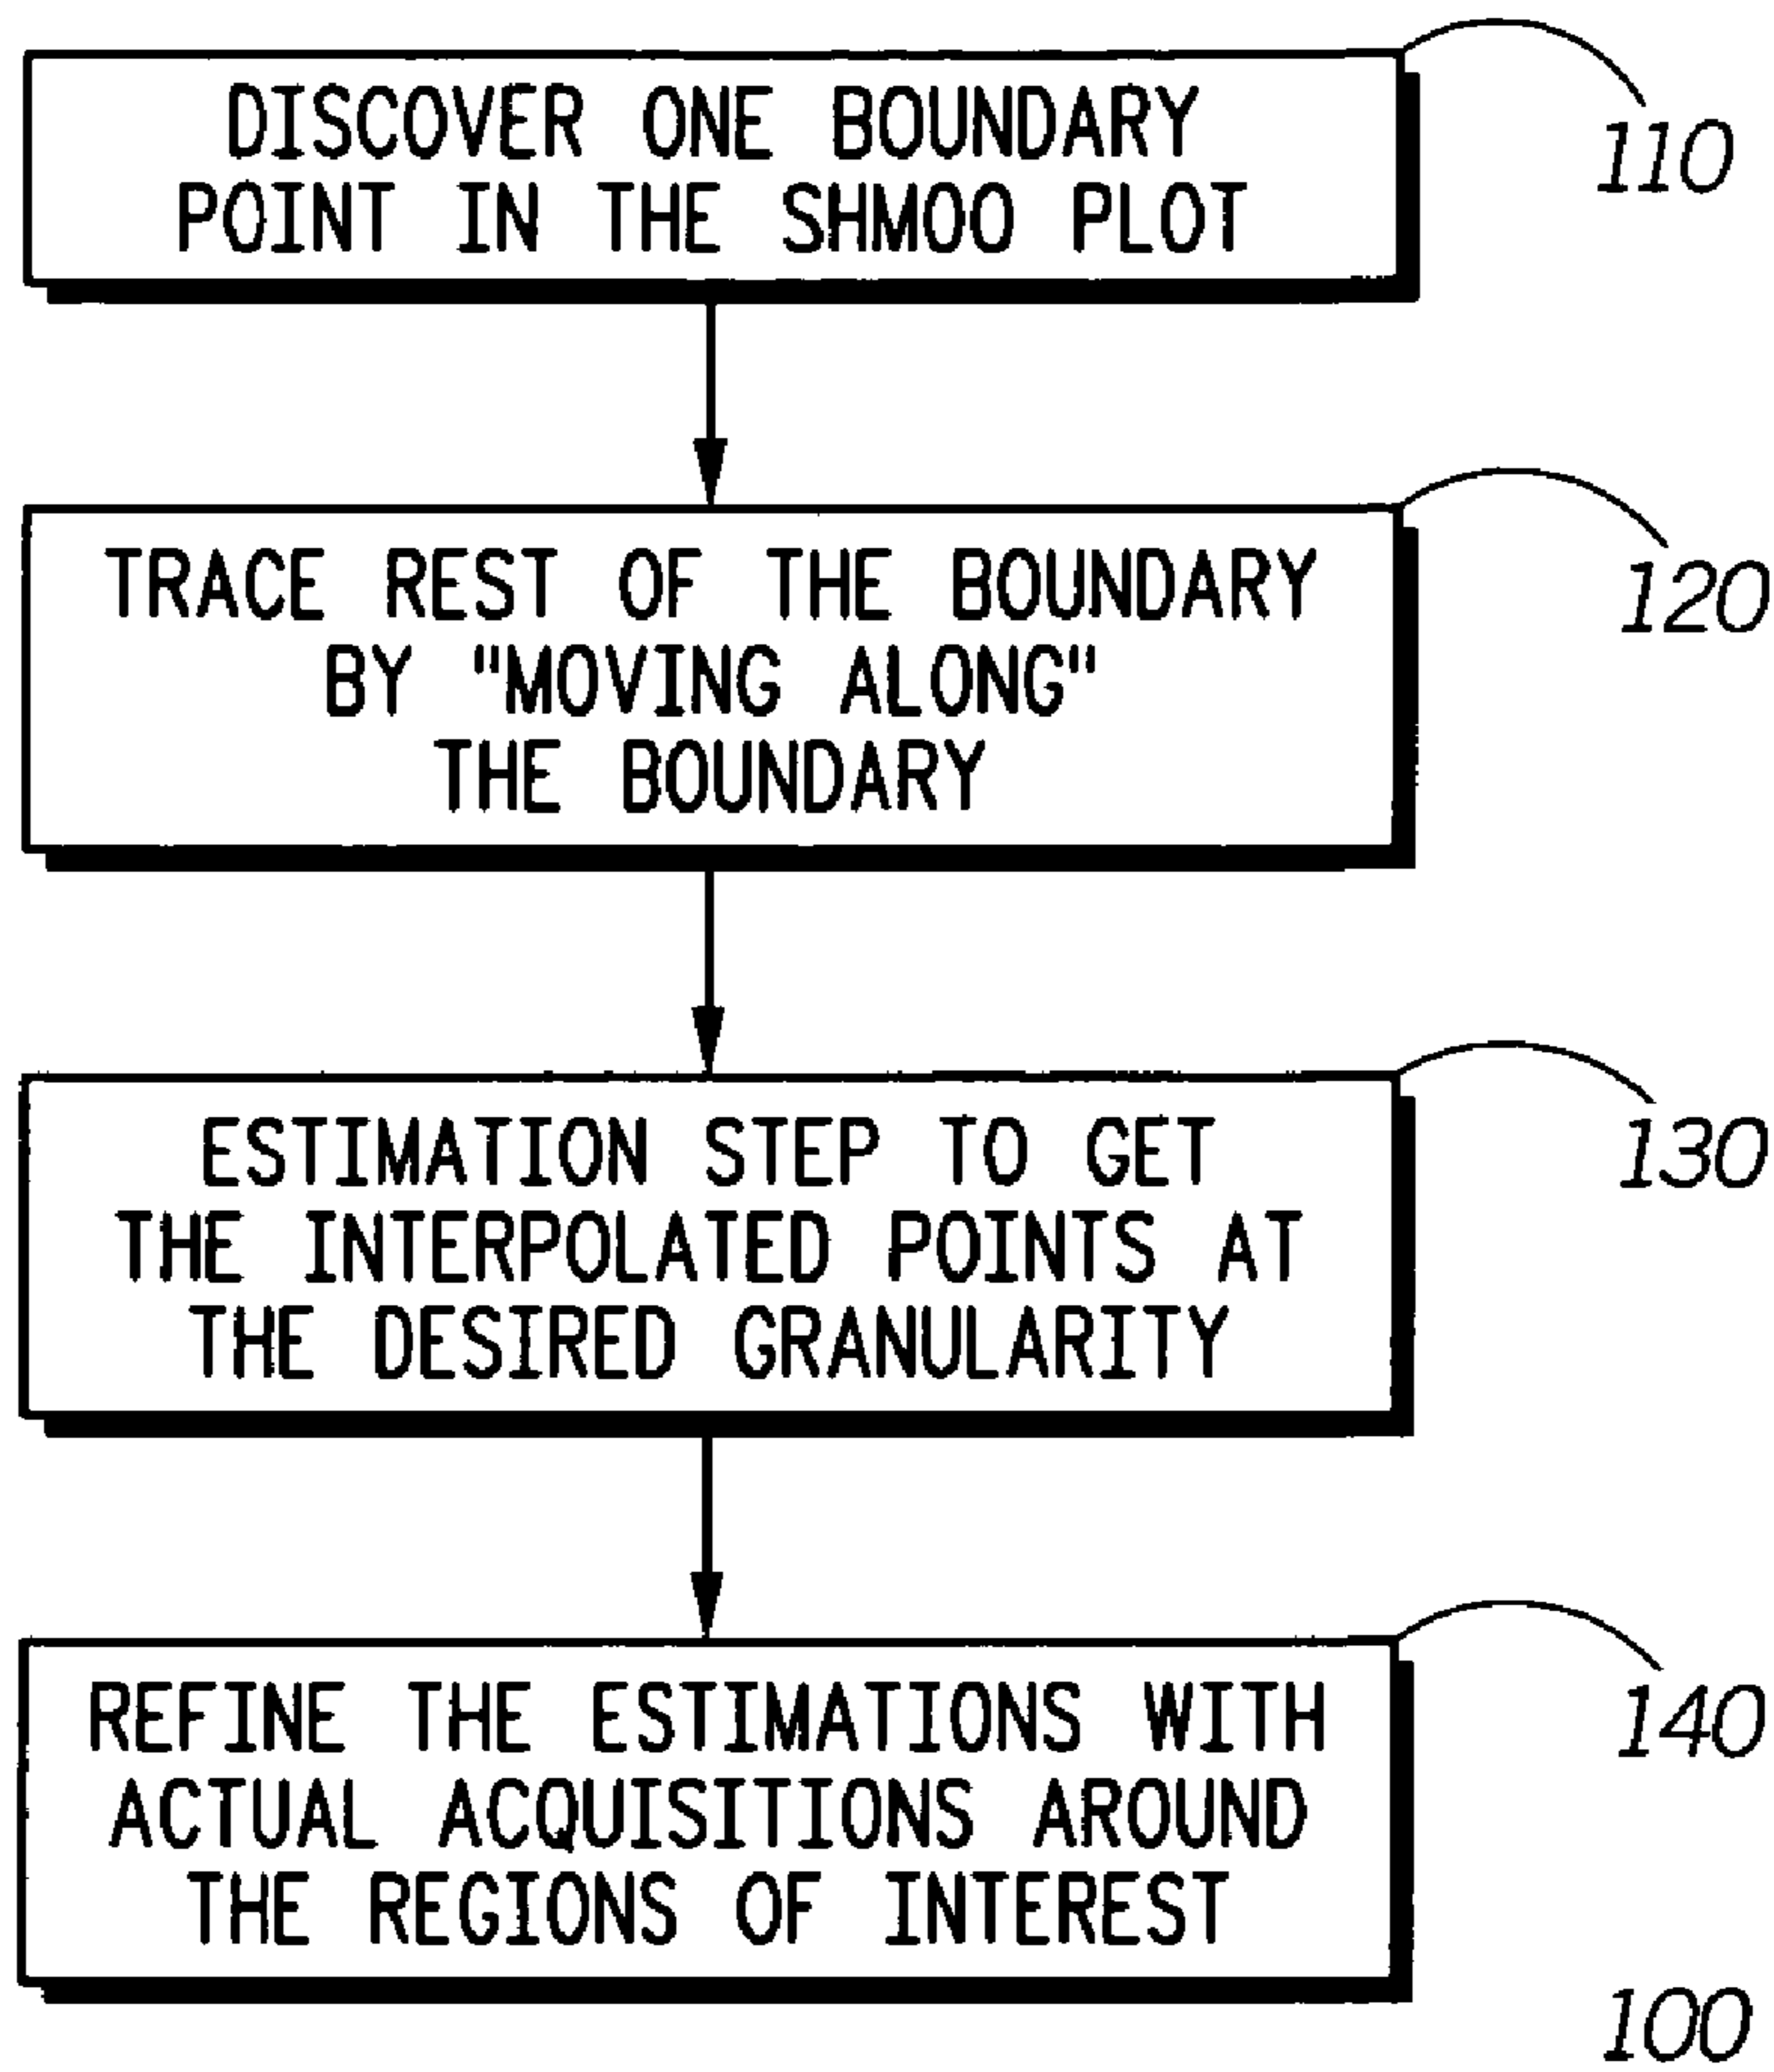 DISCOVER ONE BOUNDARY
POINT IN THE SHMOO PLOT
110
TRACE REST OF THE BOUNDARY
BY "MOVING ALONG"
THE BOUNDARY
120
ESTIMATION STEP TO GET
THE INTERPOLATED POINTS AT
THE DESIRED GRANULARITY
130
REFINE THE ESTIMATIONS WITH
ACTUAL ACQUISITIONS AROUND
THE REGIONS OF INTEREST
140
100